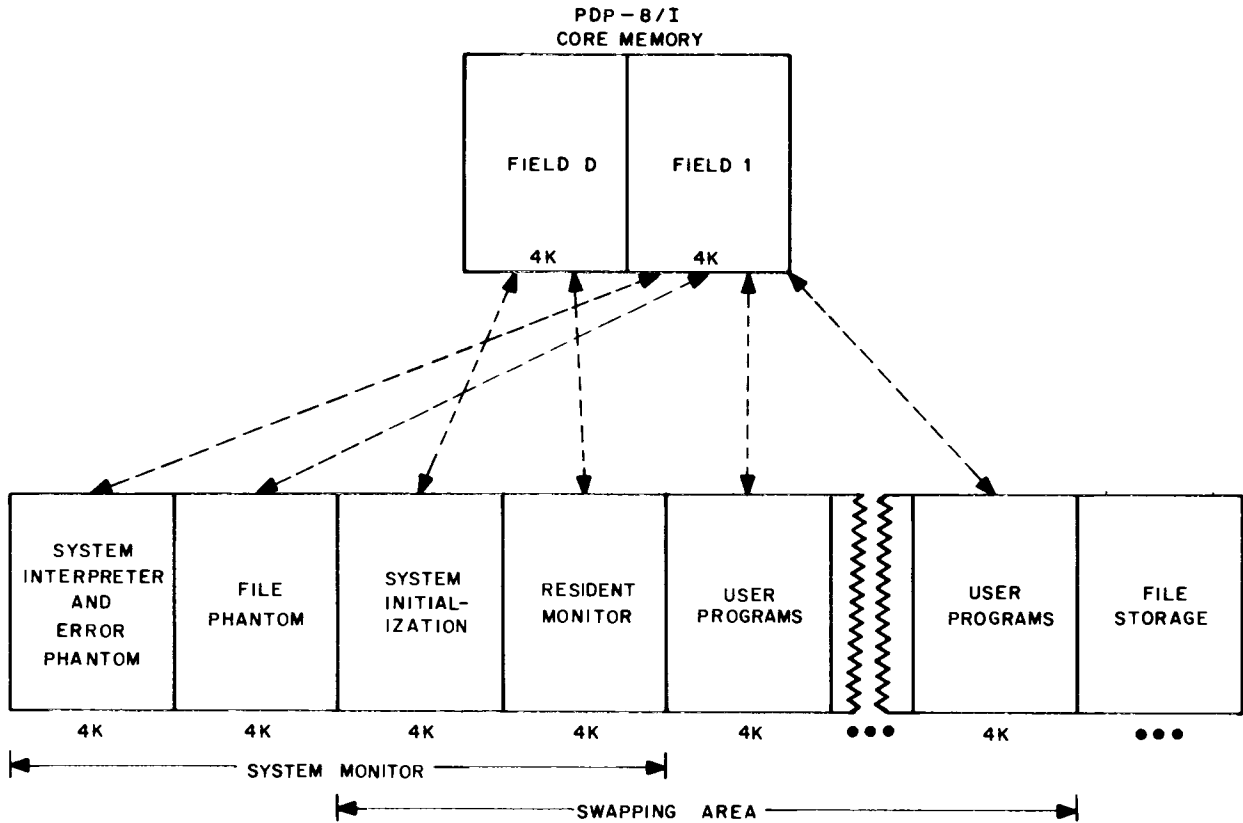 PDP-8/I
CORE MEMORY
FIELD D
FIELD 1
4K
4K
SYSTEM
INTERPRETER
AND
ERROR
PHANTOM
FILE
PHANTOM
SYSTEM
INITIAL-
IZATION
RESIDENT
MONITOR
USER
PROGRAMS
USER
PROGRAMS
FILE
STORAGE
4K
4K
4K
4K
4K
•••
4K
•••
SYSTEM MONITOR
SWAPPING AREA